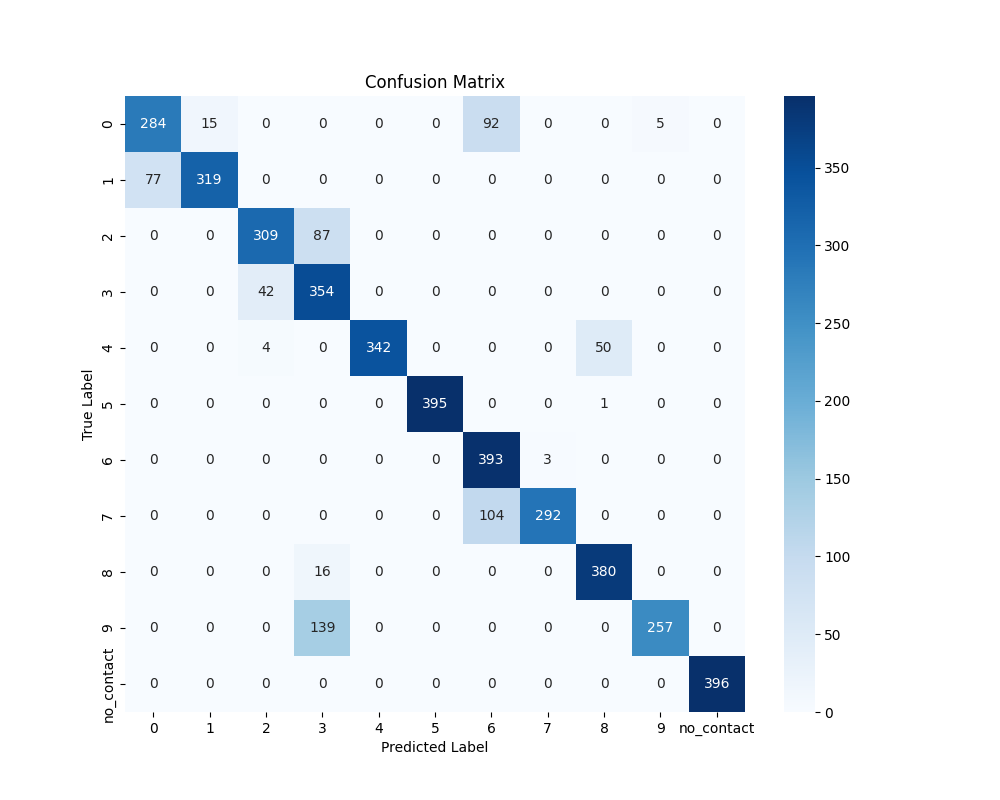 Confusion Matrix
0 284 15 0 0 0 0 92 0 0 5 0
1 77 319 0 0 0 0 0 0 0 0 0
2 0 0 309 87 0 0 0 0 0 0 0
3 0 0 42 354 0 0 0 0 0 0 0
4 0 0 4 0 342 0 0 0 50 0 0
5 0 0 0 0 0 395 0 0 1 0 0
6 0 0 0 0 0 0 393 3 0 0 0
7 0 0 0 0 0 0 104 292 0 0 0
8 0 0 0 16 0 0 0 0 380 0 0
9 0 0 0 139 0 0 0 0 0 257 0
no_contact 0 0 0 0 0 0 0 0 0 0 396
0 1 2 3 4 5 6 7 8 9 no_contact
Predicted Label
True Label
350
300
250
200
150
100
50
0